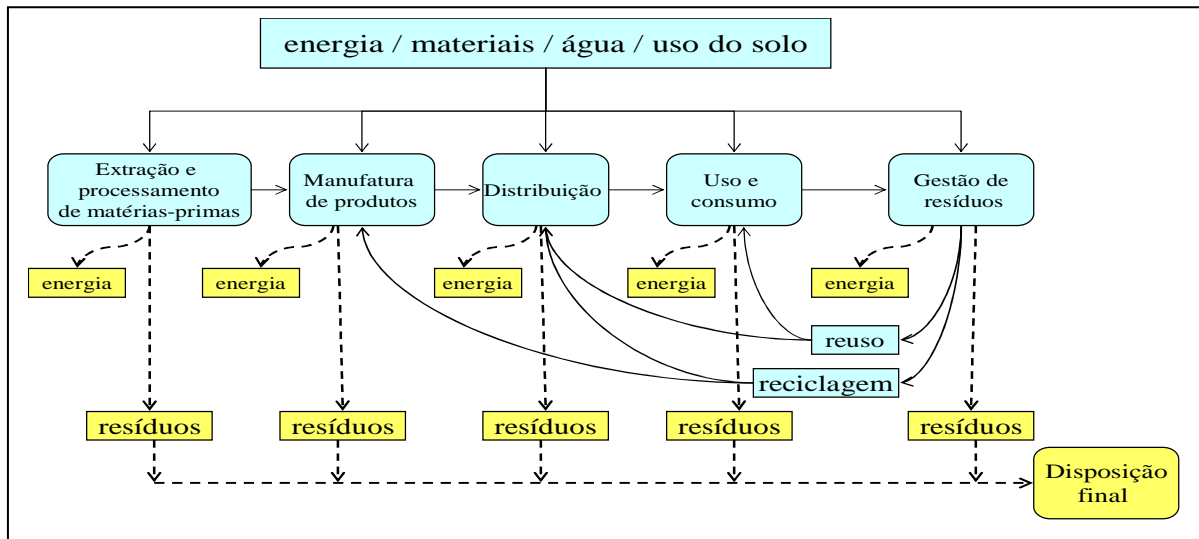 energia / materiais / água / uso do solo
Extração e
processamento
de matérias-primas
Manufatura
de produtos
Distribuição
Uso e
consumo
Gestão de
resíduos
energia
energia
energia
energia
energia
reuso
reciclagem
resíduos
resíduos
resíduos
resíduos
resíduos
Disposição
final